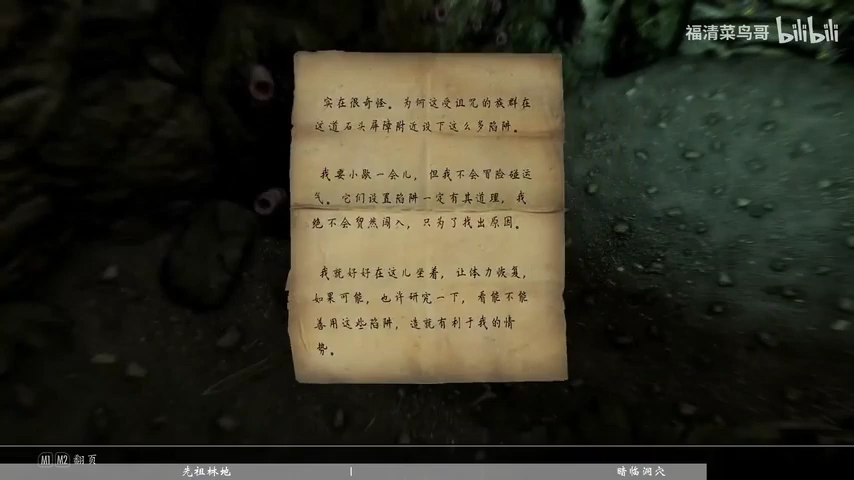 福清菜鸟哥 bilibili
实在很奇怪。为何这受诅咒的族群在
这道石头屏障附近设下这么多陷阱。
我要小歇一会儿，但我不会冒险碰运
气。它们设置陷阱一定有其道理，我
绝不会贸然闯入，只为了找出原因。
我就好好在这儿坐着，让体力恢复，
如果可能，也许研究一下，看能不能
善用这些陷阱，造就有利于我的情
势。
M1 M2 翻页
先祖林地 | 暗临洞穴